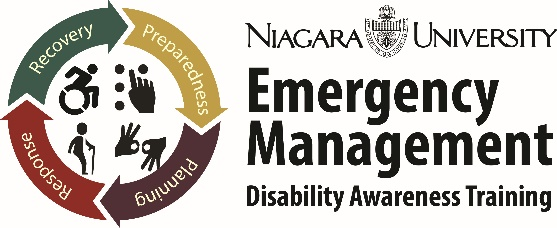 Recovery
Preparedness
Planning
Response
NIAGARA UNIVERSITY
Emergency
Management
Disability Awareness Training